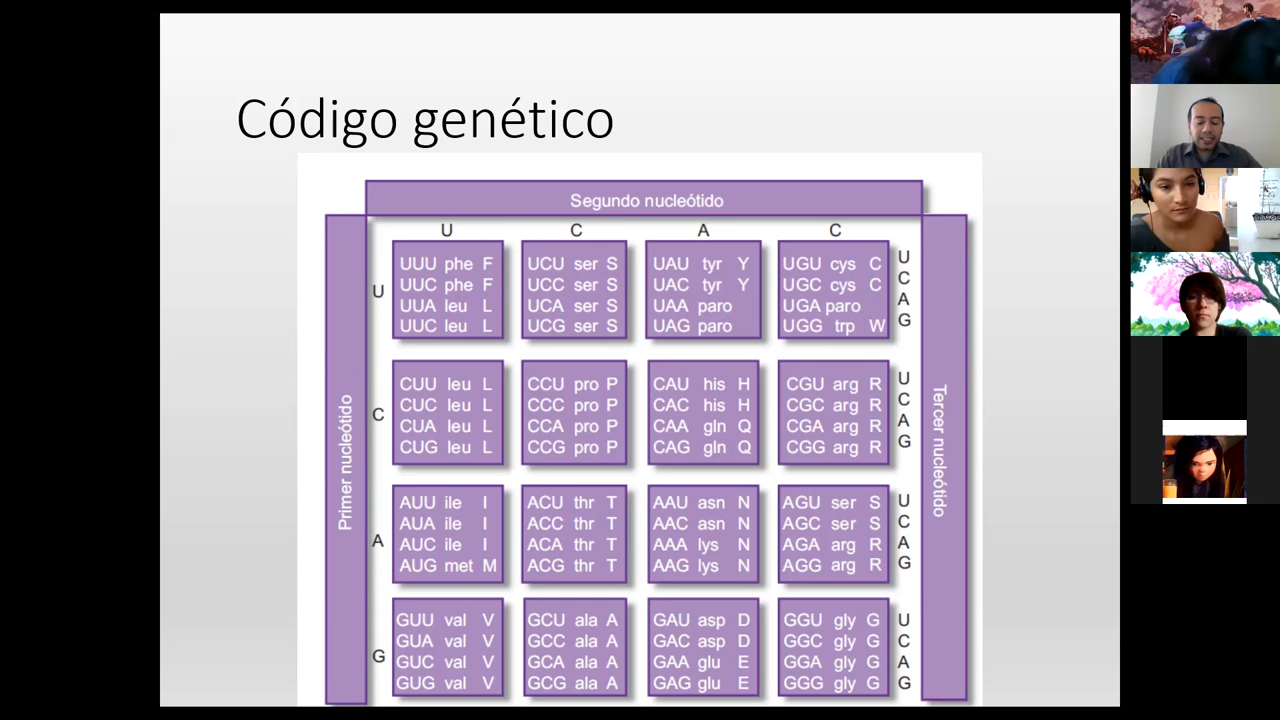 Código genético
Segundo nucleótido
U C A C
Primer nucleótido
Tercer nucleótido
U
UUU phe F
UUC phe F
UUA leu L
UUC leu L
UCU ser S
UCC ser S
UCA ser S
UCG ser S
UAU tyr Y
UAC tyr Y
UAA paro
UAG paro
UGU cys C
UGC cys C
UGA paro
UGG trp W
U
C
A
G
C
CUU leu L
CUC leu L
CUA leu L
CUG leu L
CCU pro P
CCC pro P
CCA pro P
CCG pro P
CAU his H
CAC his H
CAA gln Q
CAG gln Q
CGU arg R
CGC arg R
CGA arg R
CGG arg R
U
C
A
G
A
AUU ile I
AUA ile I
AUC ile I
AUG met M
ACU thr T
ACC thr T
ACA thr T
ACG thr T
AAU asn N
AAC asn N
AAA lys N
AAG lys N
AGU ser S
AGC ser S
AGA arg R
AGG arg R
U
C
A
G
G
GUU val V
GUA val V
GUC val V
GUG val V
GCU ala A
GCC ala A
GCA ala A
GCG ala A
GAU asp D
GAC asp D
GAA glu E
GAG glu E
GGU gly G
GGC gly G
GGA gly G
GGG gly G
U
C
A
G